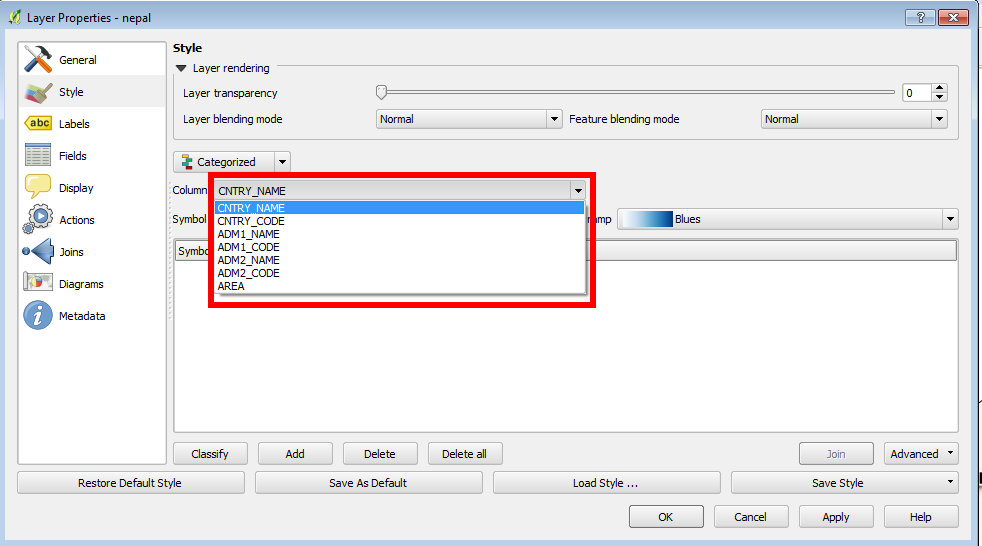 Layer Properties - nepal
General
Style
abc Labels
Fields
Display
Actions
Joins
Diagrams
Metadata
Style
Layer rendering
Layer transparency
0
Layer blending mode Normal Feature blending mode Normal
Categorized
Column CNTRY_NAME
CNTRY_NAME
CNTRY_CODE
ADM1_NAME
ADM1_CODE
ADM2_NAME
ADM2_CODE
AREA
Symbol
Blues
Classify Add Delete Delete all Join Advanced
Restore Default Style Save As Default Load Style ... Save Style
OK Cancel Apply Help